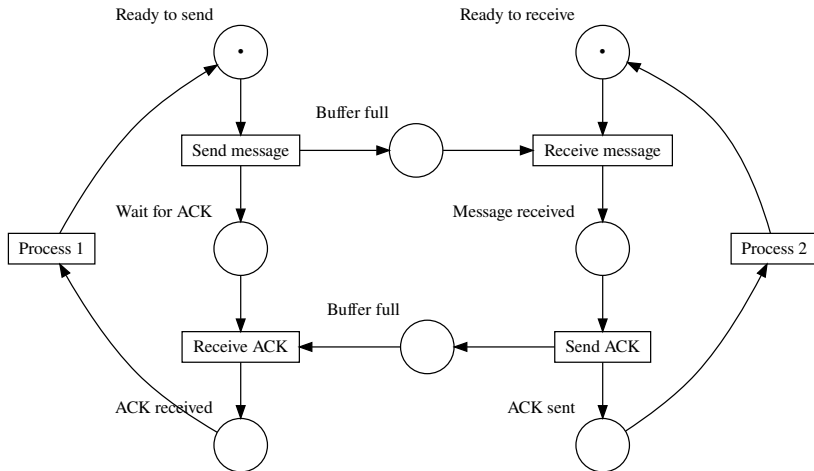 Ready to send
Ready to receive
Buffer full
Send message
Receive message
Wait for ACK
Message received
Process 1
Process 2
Buffer full
Receive ACK
Send ACK
ACK received
ACK sent